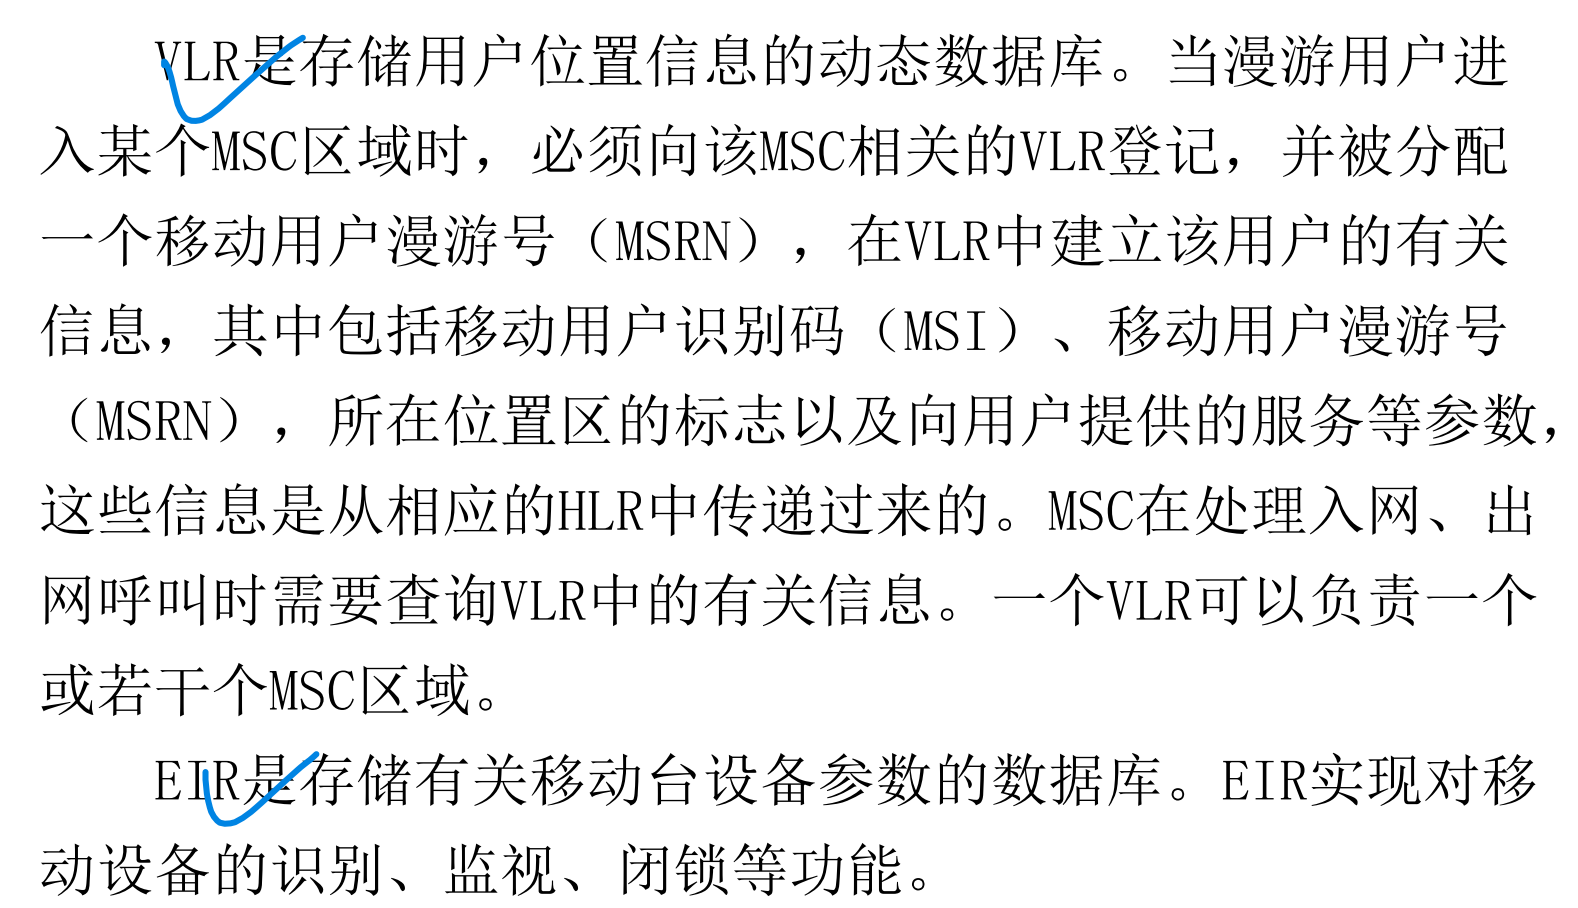 VLR是存储用户位置信息的动态数据库。当漫游用户进
入某个MSC区域时，必须向该MSC相关的VLR登记，并被分配
一个移动用户漫游号（MSRN），在VLR中建立该用户的有关
信息，其中包括移动用户识别码（MSI）、移动用户漫游号
（MSRN），所在位置区的标志以及向用户提供的服务等参数，
这些信息是从相应的HLR中传递过来的。MSC在处理入网、出
网呼叫时需要查询VLR中的有关信息。一个VLR可以负责一个
或若干个MSC区域。
EIR是存储有关移动台设备参数的数据库。EIR实现对移
动设备的识别、监视、闭锁等功能。